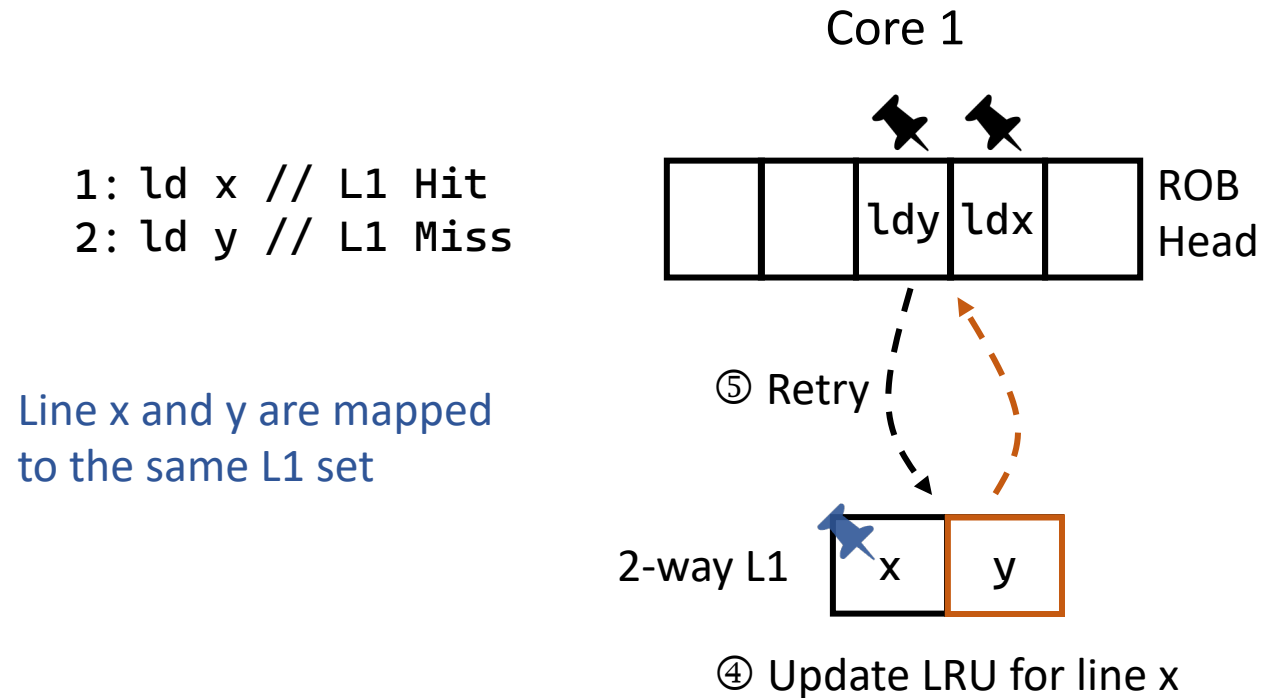 Core 1
1: ld x // L1 Hit
2: ld y // L1 Miss
ldy
ldx
ROB
Head
Line x and y are mapped
to the same L1 set
⑤ Retry
2-way L1
x
y
④ Update LRU for line x